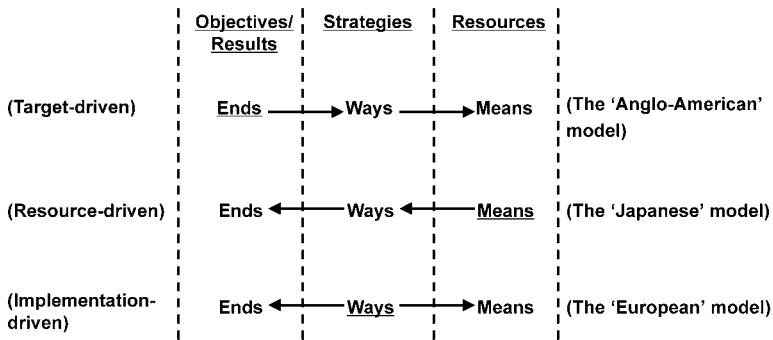 Objectives/ Strategies Resources
Results
(Target-driven) Ends Ways Means (The ‘Anglo-American’
model)
(Resource-driven) Ends Ways Means (The ‘Japanese’ model)
(Implementation-
driven) Ends Ways Means (The ‘European’ model)